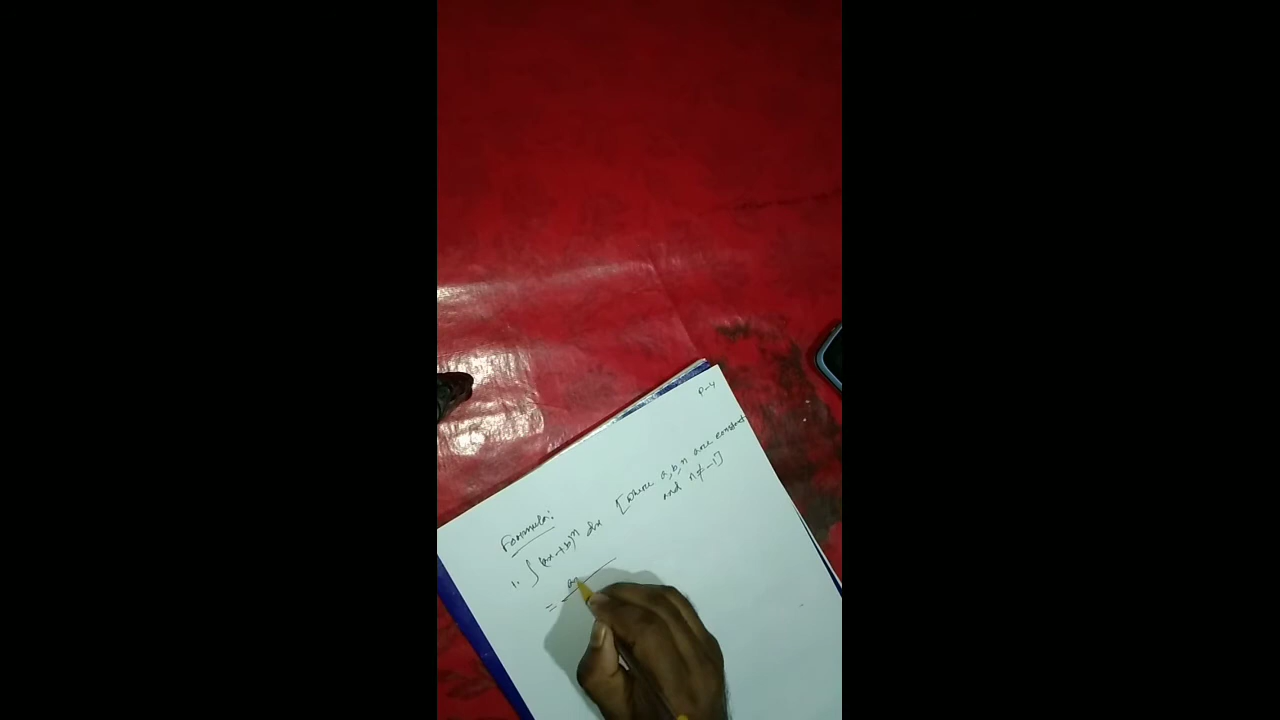 P-4
Formula:
1. ∫ (ax+b)^n dx [where a,b,n are constant
and n≠-1]
= a